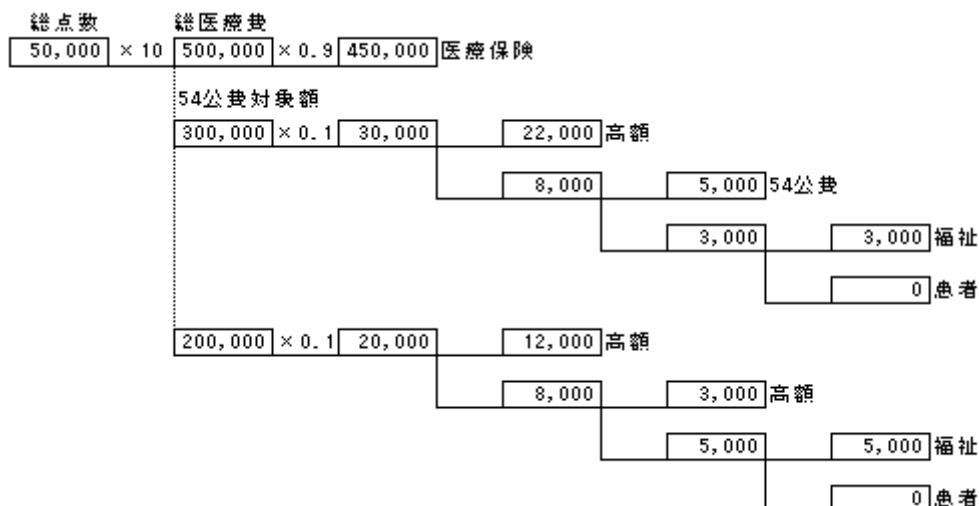 総点数 総医療費
50,000 × 10 500,000 × 0.9 450,000 医療保険
54公費対象額
300,000 × 0.1 30,000 22,000 高額
8,000 5,000 54公費
3,000 3,000 福祉
0 患者
200,000 × 0.1 20,000 12,000 高額
8,000 3,000 高額
5,000 5,000 福祉
0 患者